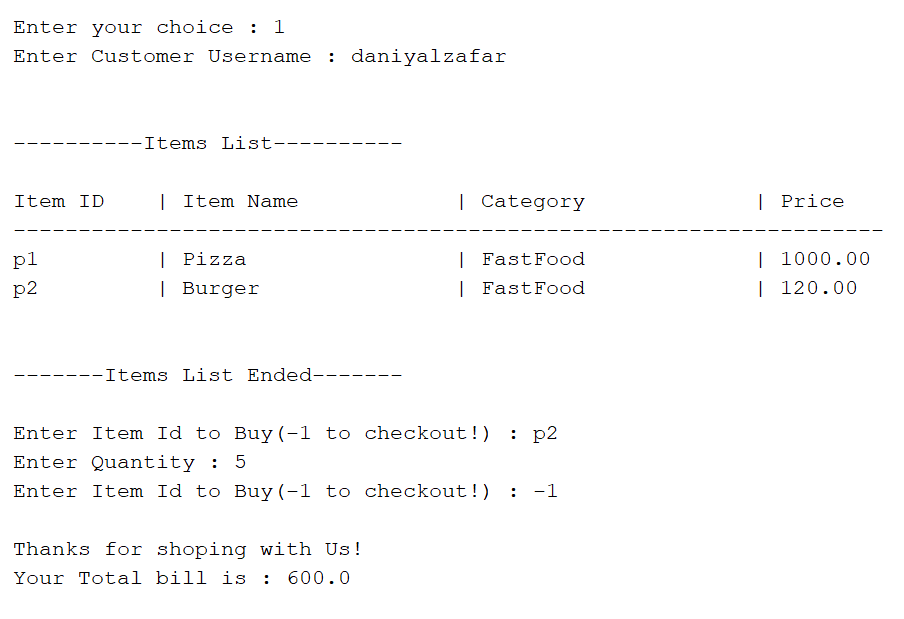 Enter your choice : 1
Enter Customer Username : daniyalzafar
----------Items List----------
Item ID    | Item Name            | Category             | Price
-------------------------------------------------------------------
p1         | Pizza                | FastFood             | 1000.00
p2         | Burger               | FastFood             | 120.00
-------Items List Ended-------
Enter Item Id to Buy(-1 to checkout!) : p2
Enter Quantity : 5
Enter Item Id to Buy(-1 to checkout!) : -1
Thanks for shoping with Us!
Your Total bill is : 600.0